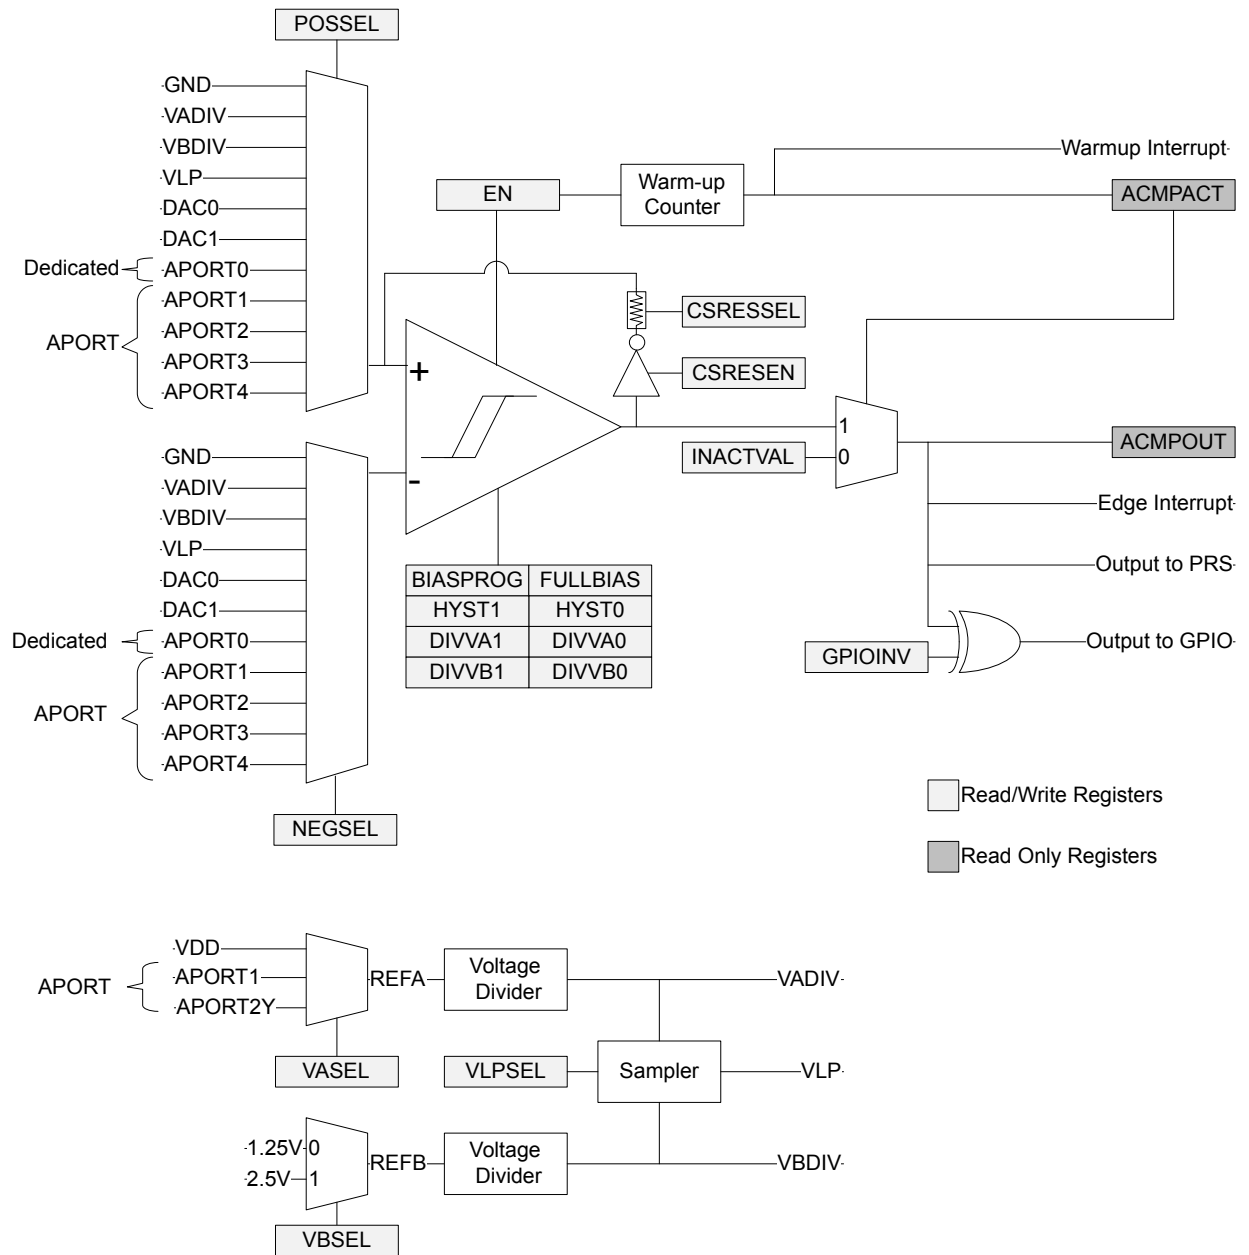 POSSEL
GND
VADIV
VBDIV
VLP
DAC0
DAC1
Dedicated
APORT0
APORT1
APORT2
APORT
APORT3
APORT4
EN
Warm-up
Counter
Warmup Interrupt
ACMPACT
CSRESSEL
CSRESEN
+
-
1
0
INACTVAL
ACMPOUT
Edge Interrupt
Output to PRS
Output to GPIO
GPIOINV
GND
VADIV
VBDIV
VLP
DAC0
DAC1
Dedicated
APORT0
APORT1
APORT2
APORT
APORT3
APORT4
NEGSEL
BIASPROG FULLBIAS
HYST1 HYST0
DIVVA1 DIVVA0
DIVVB1 DIVVB0
Read/Write Registers
Read Only Registers
VDD
APORT
APORT1
APORT2Y
REFA
Voltage
Divider
VADIV
VASEL
VLPSEL
Sampler
VLP
1.25V 0
2.5V 1
REFB
Voltage
Divider
VBDIV
VBSEL